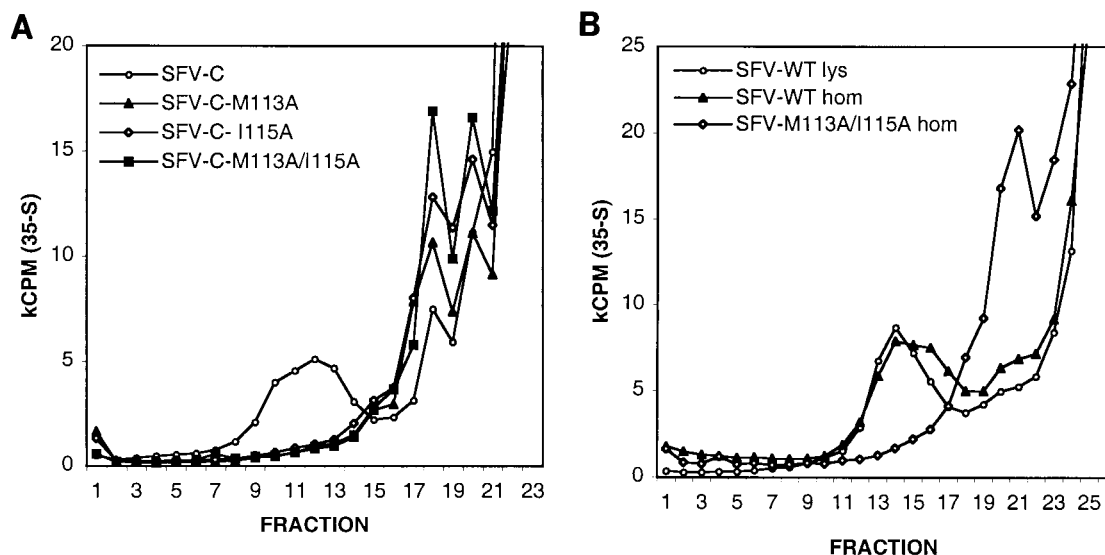 A
20
15
10
5
0
kCPM (35-S)
SFV-C
SFV-C-M113A
SFV-C- I115A
SFV-C-M113A/I115A
1 3 5 7 9 11 13 15 17 19 21 23
FRACTION
B
25
20
15
10
5
0
kCPM (35-S)
SFV-WT lys
SFV-WT hom
SFV-M113A/I115A hom
1 3 5 7 9 11 13 15 17 19 21 23 25
FRACTION